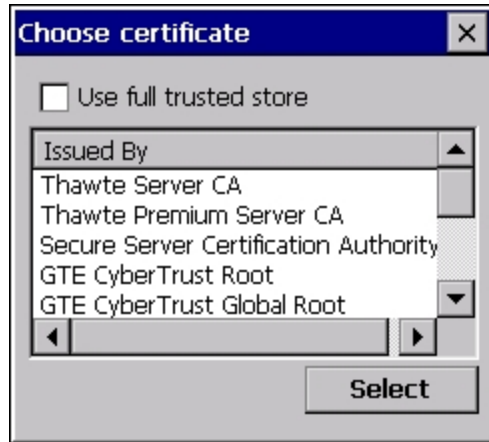 Choose certificate
Use full trusted store
Issued By
Thawte Server CA
Thawte Premium Server CA
Secure Server Certification Authority
GTE CyberTrust Root
GTE CyberTrust Global Root
Select